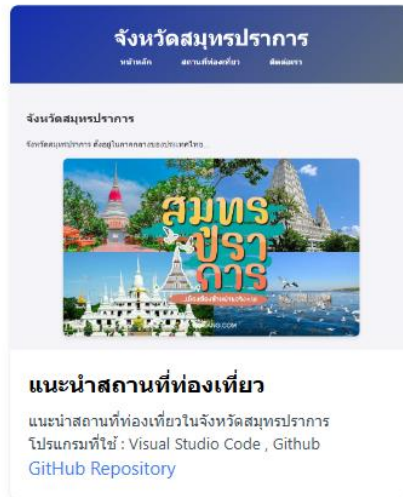 จังหวัดสมุทรปราการ
หน้าหลัก สถานที่ท่องเที่ยว ติดต่อเรา
จังหวัดสมุทรปราการ
จังหวัดสมุทรปราการ ตั้งอยู่ในภาคกลางของประเทศไทย...
สมุทร
ปรา
การ
แนะนำสถานที่ท่องเที่ยว
แนะนำสถานที่ท่องเที่ยวในจังหวัดสมุทรปราการ
โปรแกรมที่ใช้ : Visual Studio Code , Github
GitHub Repository